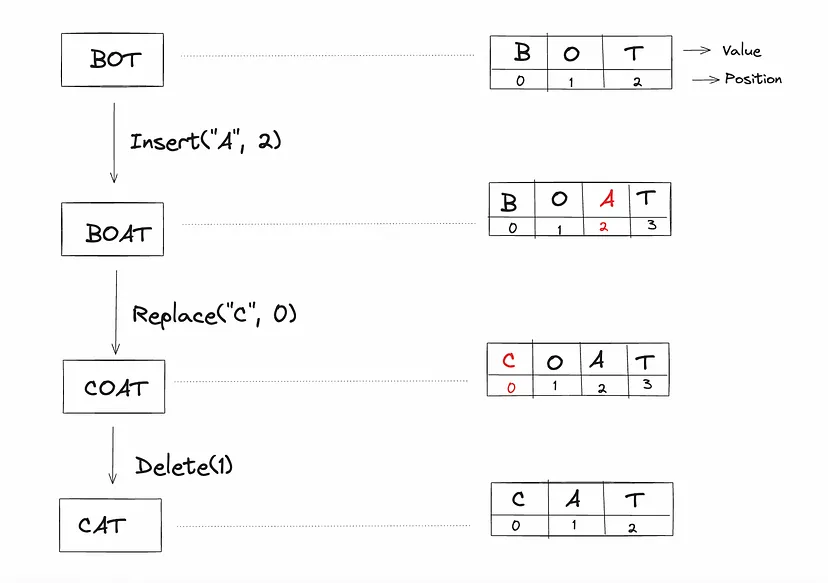 BOT
B O T → Value
0 1 2 → Position
Insert("A", 2)
BOAT
B O A T
0 1 2 3
Replace("C", 0)
COAT
C O A T
0 1 2 3
Delete(1)
CAT
C A T
0 1 2